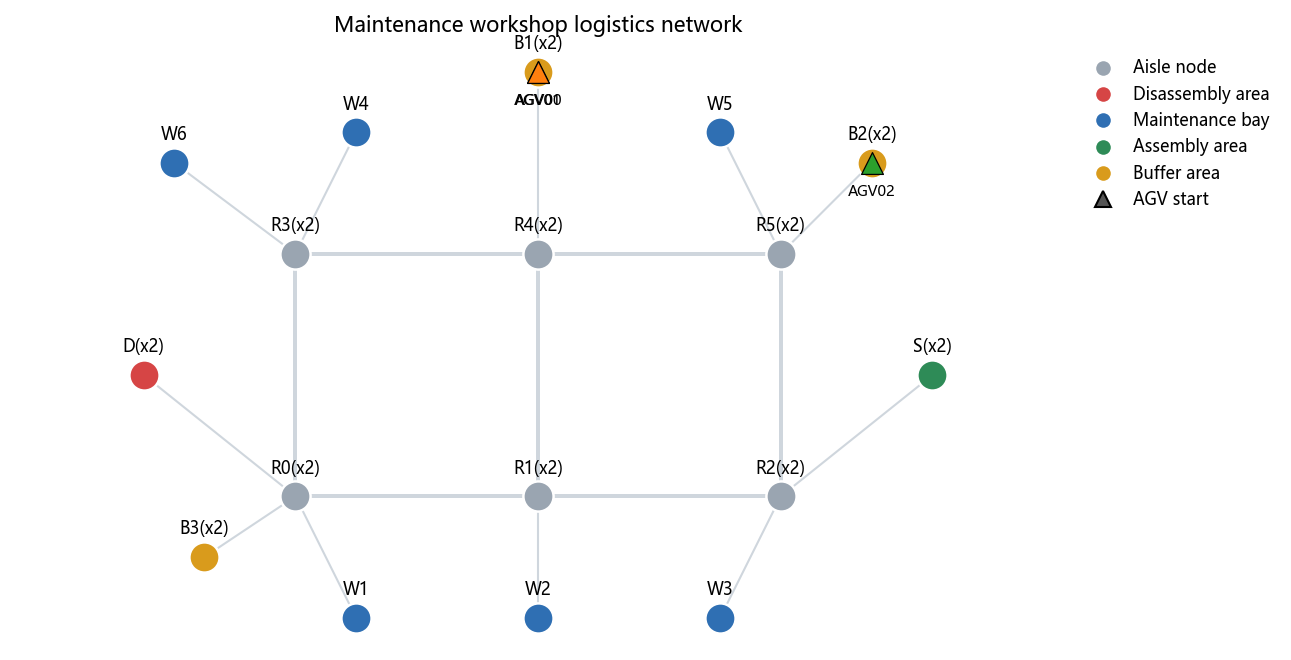 Maintenance workshop logistics network
B1(x2)
Aisle node
Disassembly area
Maintenance bay
Assembly area
Buffer area
AGV start
W4
W5
W6
B2(x2)
AGV02
R3(x2)
R4(x2)
R5(x2)
D(x2)
S(x2)
R0(x2)
R1(x2)
R2(x2)
B3(x2)
W1
W2
W3